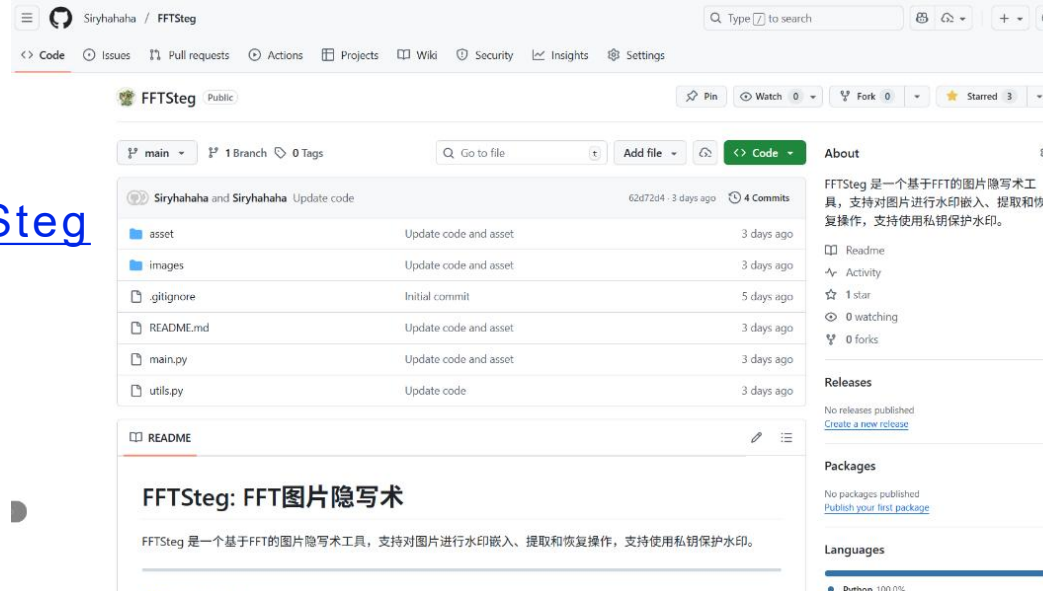 Siryhahaha / FFTSteg
Type / to search
Code Issues Pull requests Actions Projects Wiki Security Insights Settings
FFTSteg Public
Pin Watch 0 Fork 0 Starred 3
main 1 Branch 0 Tags
Go to file t
Add file
Code
Siryhahaha and Siryhahaha Update code
62d72d4 · 3 days ago 4 Commits
asset Update code and asset 3 days ago
images Update code and asset 3 days ago
.gitignore Initial commit 5 days ago
README.md Update code and asset 3 days ago
main.py Update code and asset 3 days ago
utils.py Update code 3 days ago
Steg
README
FFTSteg: FFT图片隐写术
FFTSteg 是一个基于FFT的图片隐写术工具，支持对图片进行水印嵌入、提取和恢复操作，支持使用私钥保护水印。
About
FFTSteg 是一个基于FFT的图片隐写术工
具，支持对图片进行水印嵌入、提取和恢
复操作，支持使用私钥保护水印。
Readme
Activity
1 star
0 watching
0 forks
Releases
No releases published
Create a new release
Packages
No packages published
Publish your first package
Languages
Python 100.0%